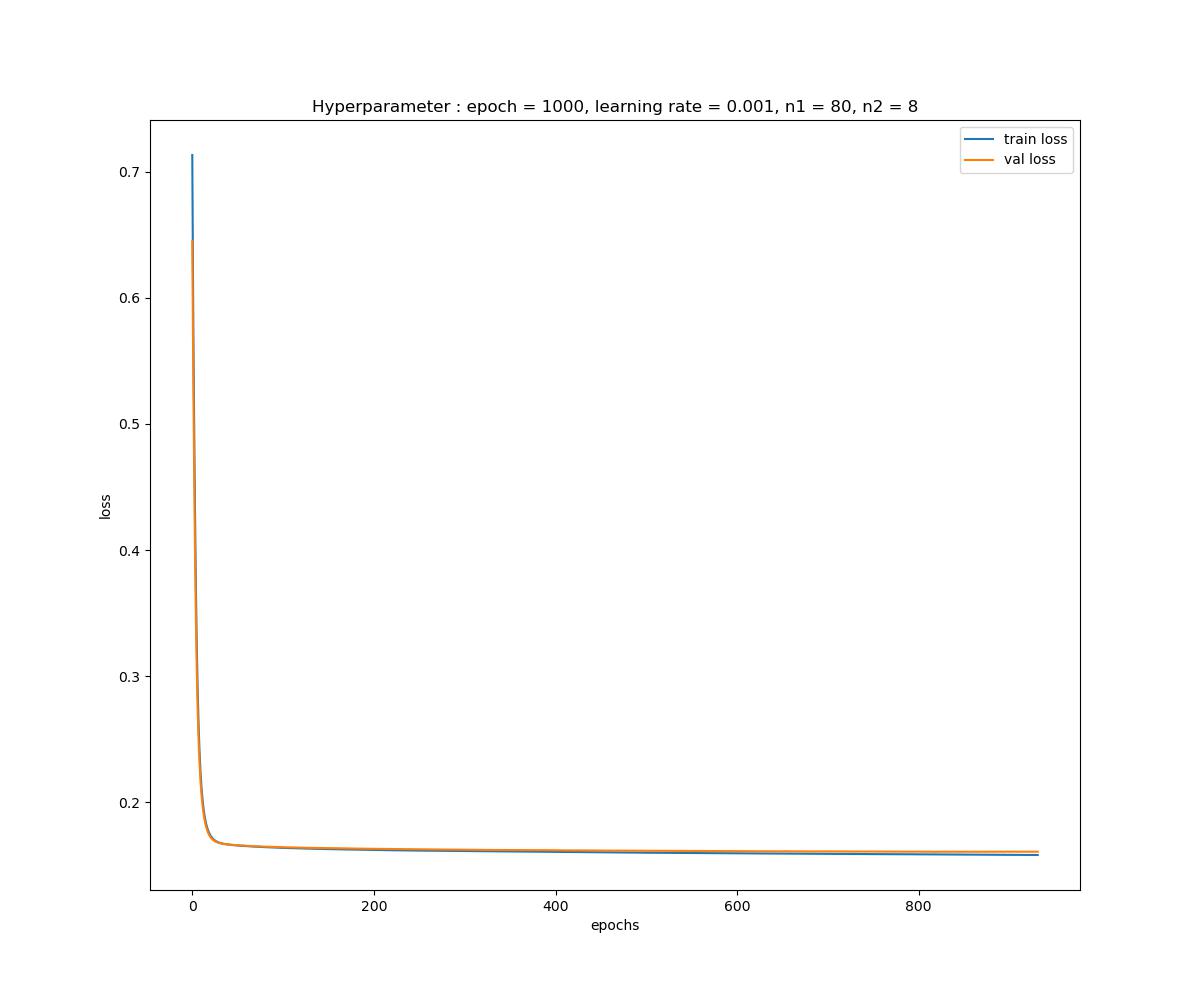 Hyperparameter : epoch = 1000, learning rate = 0.001, n1 = 80, n2 = 8
train loss
val loss
0.7
0.6
0.5
0.4
0.3
0.2
loss
0 200 400 600 800
epochs